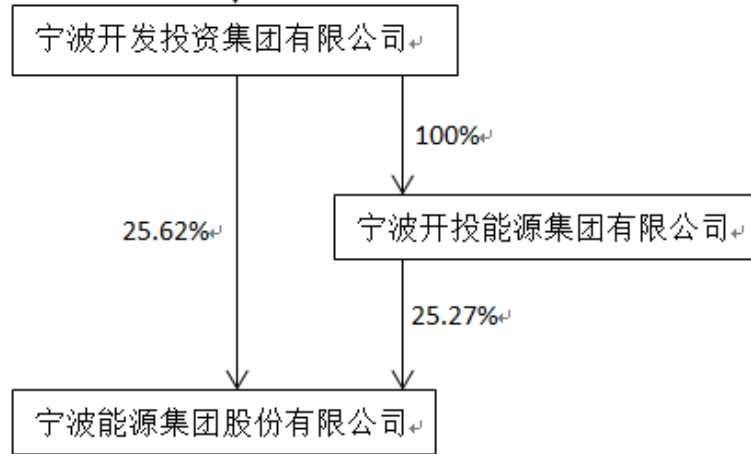 宁波开发投资集团有限公司
100%
宁波开投能源集团有限公司
25.62%
25.27%
宁波能源集团股份有限公司